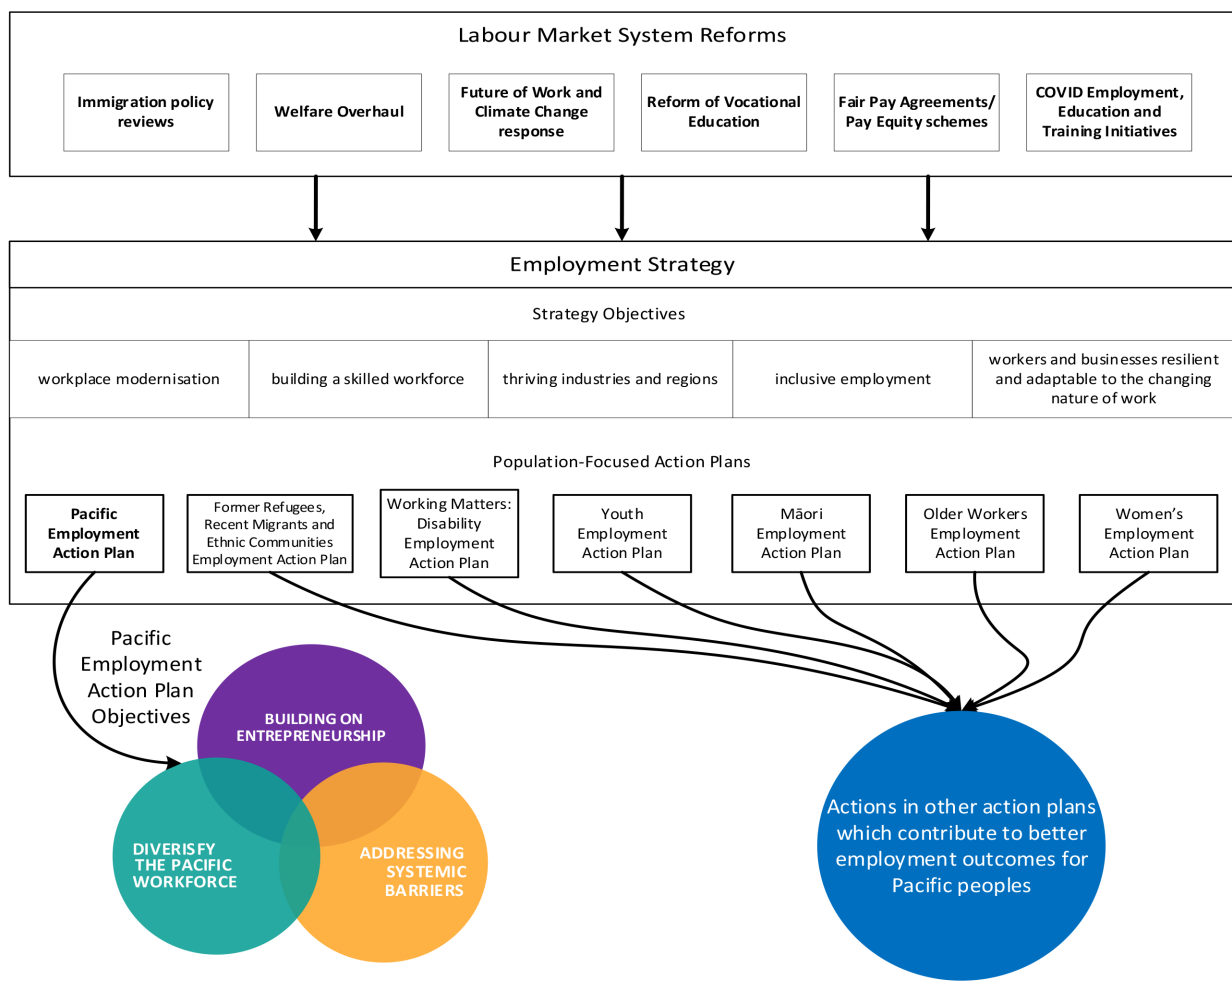 Labour Market System Reforms
Immigration policy
reviews
Welfare Overhaul
Future of Work and
Climate Change
response
Reform of Vocational
Education
Fair Pay Agreements/
Pay Equity schemes
COVID Employment,
Education and
Training Initiatives
Employment Strategy
Strategy Objectives
workplace modernisation
building a skilled workforce
thriving industries and regions
inclusive employment
workers and businesses resilient
and adaptable to the changing
nature of work
Population-Focused Action Plans
Pacific
Employment
Action Plan
Former Refugees,
Recent Migrants and
Ethnic Communities
Employment Action Plan
Working Matters:
Disability
Employment
Action Plan
Youth
Employment
Action Plan
Māori
Employment
Action Plan
Older Workers
Employment
Action Plan
Women’s
Employment
Action Plan
Pacific
Employment
Action Plan
Objectives
BUILDING ON
ENTREPRENEURSHIP
DIVERISFY
THE PACIFIC
WORKFORCE
ADDRESSING
SYSTEMIC
BARRIERS
Actions in other action plans
which contribute to better
employment outcomes for
Pacific peoples